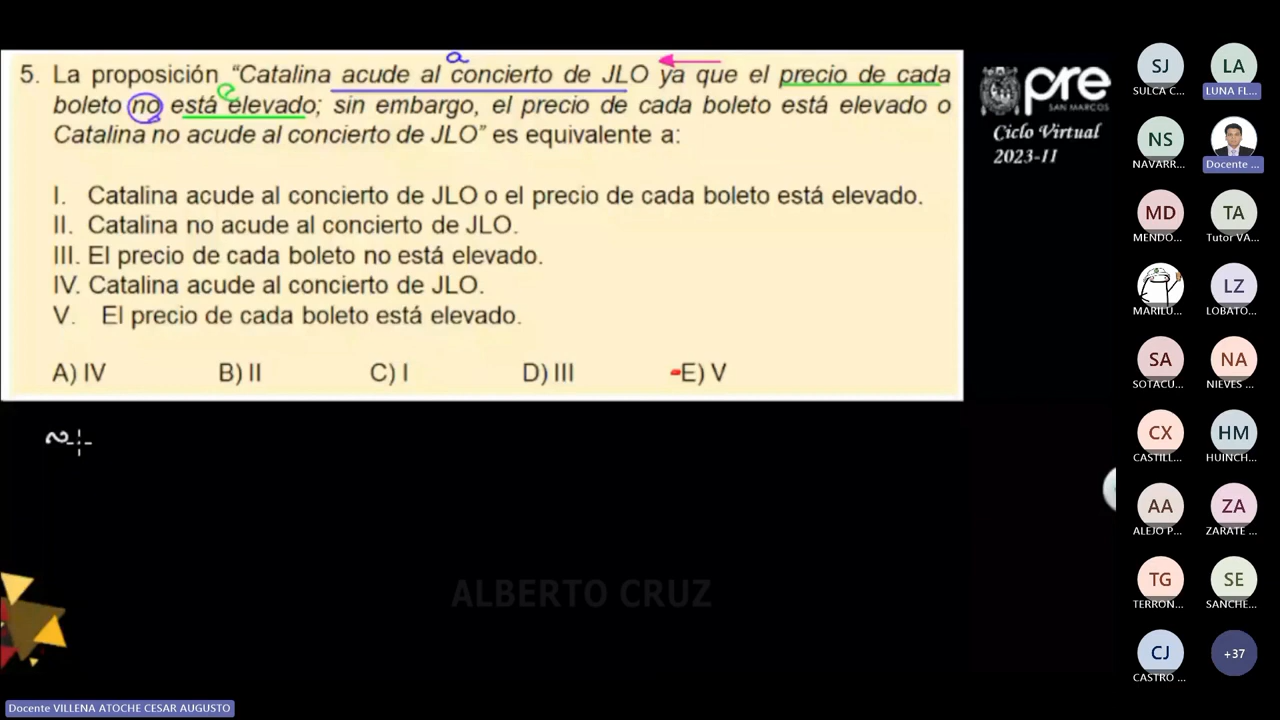 a
5. La proposición "Catalina acude al concierto de JLO ya que el precio de cada
e
boleto no está elevado; sin embargo, el precio de cada boleto está elevado o
Catalina no acude al concierto de JLO" es equivalente a:
I. Catalina acude al concierto de JLO o el precio de cada boleto está elevado.
II. Catalina no acude al concierto de JLO.
III. El precio de cada boleto no está elevado.
IV. Catalina acude al concierto de JLO.
V. El precio de cada boleto está elevado.
A) IV B) II C) I D) III E) V
~
pre
SAN MARCOS
Ciclo Virtual
2023-II
ALBERTO CRUZ
Docente VILLENA ATOCHE CESAR AUGUSTO
SJ LA
SULCA C... LUNA FL...
NS
NAVARR... Docente ...
MD TA
MENDO... Tutor VA...
LZ
MARILU... LOBATO...
SA NA
SOTACU... NIEVES ...
CX HM
CASTILL... HUINCH...
AA ZA
ALEJO P... ZARATE ...
TG SE
TERRON... SANCHE...
CJ +37
CASTRO ...